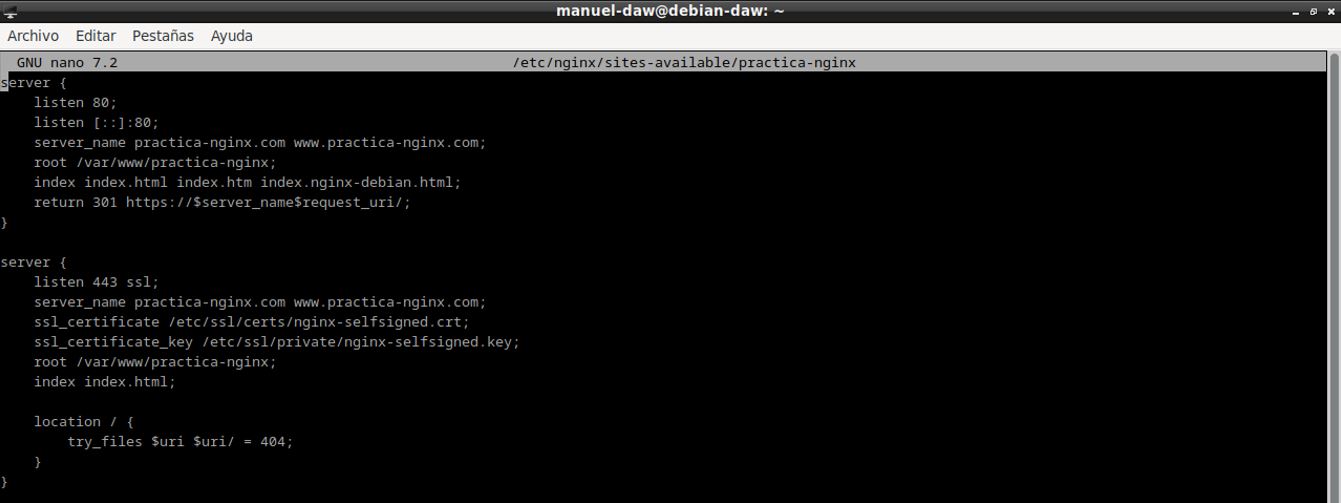 manuel-daw@debian-daw: ~
Archivo Editar Pestañas Ayuda
GNU nano 7.2 /etc/nginx/sites-available/practica-nginx
server {
    listen 80;
    listen [::]:80;
    server_name practica-nginx.com www.practica-nginx.com;
    root /var/www/practica-nginx;
    index index.html index.htm index.nginx-debian.html;
    return 301 https://$server_name$request_uri/;
}
server {
    listen 443 ssl;
    server_name practica-nginx.com www.practica-nginx.com;
    ssl_certificate /etc/ssl/certs/nginx-selfsigned.crt;
    ssl_certificate_key /etc/ssl/private/nginx-selfsigned.key;
    root /var/www/practica-nginx;
    index index.html;
    location / {
        try_files $uri $uri/ = 404;
    }
}